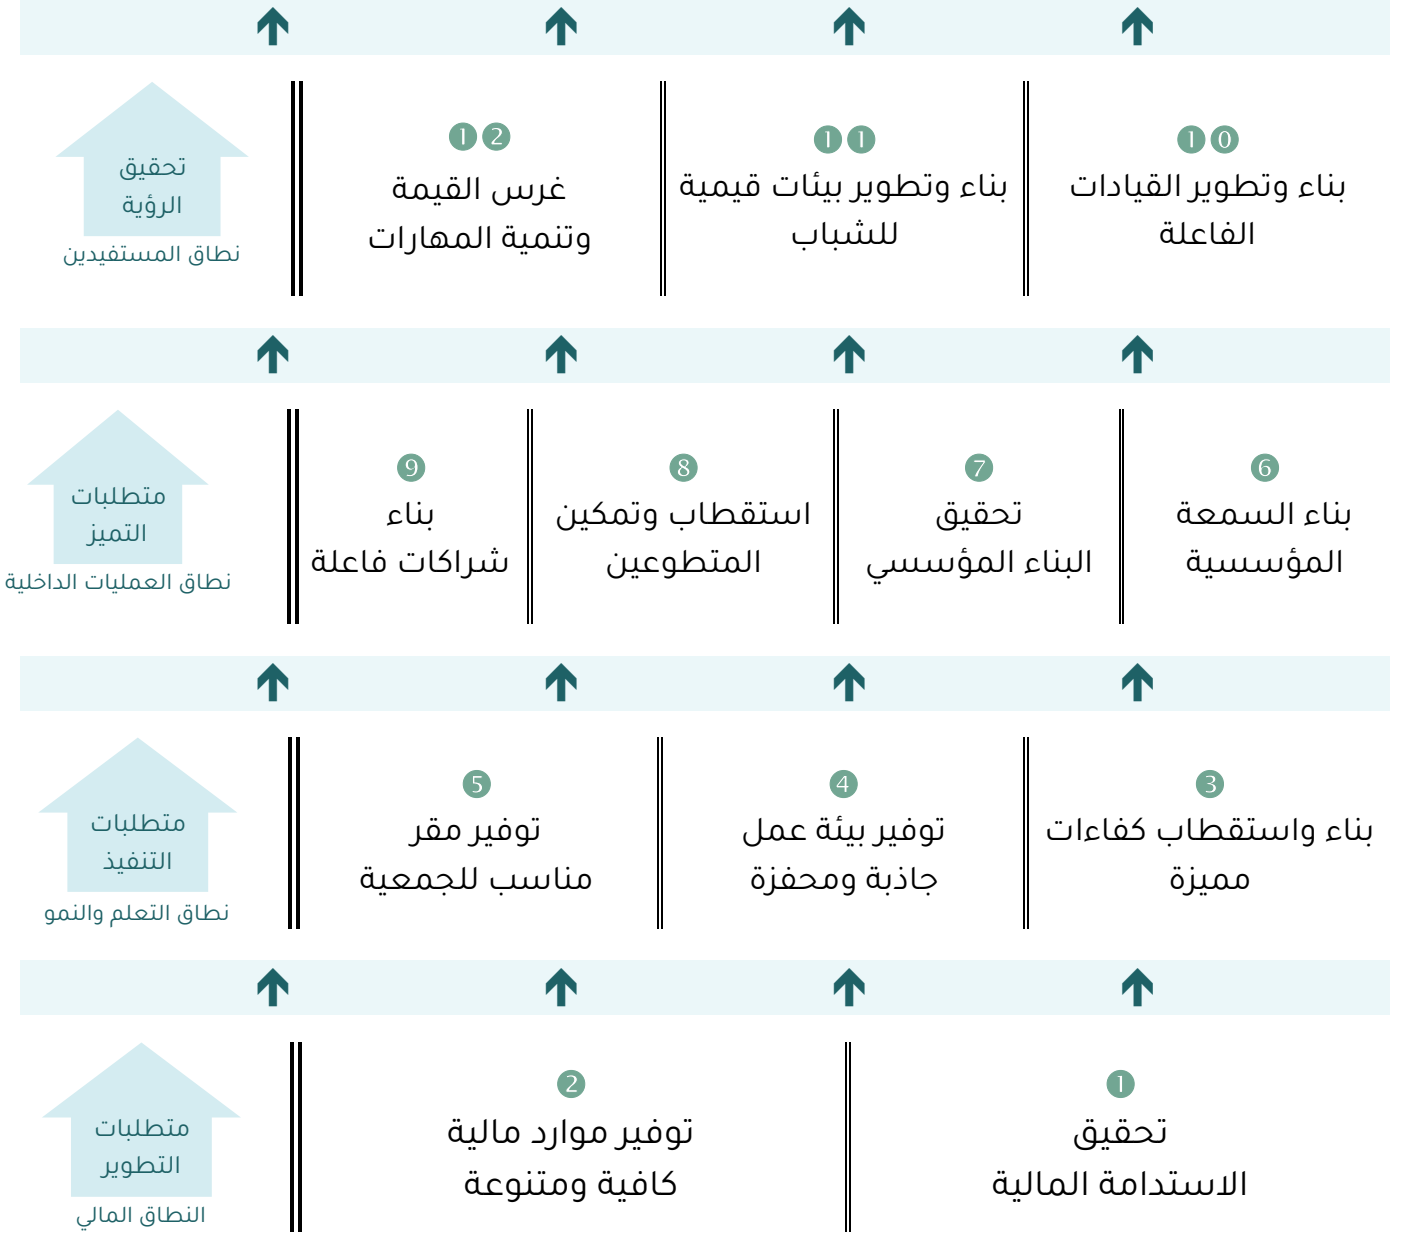 10
بناء وتطوير القيادات
الفاعلة
11
بناء وتطوير بيئات قيمية
للشباب
12
غرس القيمة
وتنمية المهارات
تحقيق
الرؤية
نطاق المستفيدين
6
بناء السمعة
المؤسسية
7
تحقيق
البناء المؤسسي
8
استقطاب وتمكين
المتطوعين
9
بناء
شراكات فاعلة
متطلبات
التميز
نطاق العمليات الداخلية
3
بناء واستقطاب كفاءات
مميزة
4
توفير بيئة عمل
جاذبة ومحفزة
5
توفير مقر
مناسب للجمعية
متطلبات
التنفيذ
نطاق التعلم والنمو
1
تحقيق
الاستدامة المالية
2
توفير موارد مالية
كافية ومتنوعة
متطلبات
التطوير
النطاق المالي